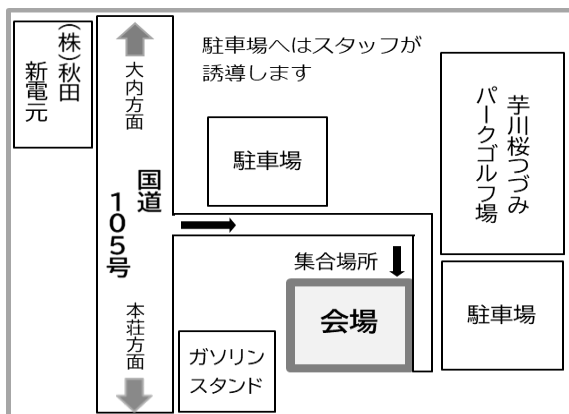 (株)秋田
新電元
大内方面
国道
105号
本荘方面
駐車場へはスタッフが
誘導します
駐車場
芋川桜つづみ
パークゴルフ場
集合場所
会場
駐車場
ガソリン
スタンド